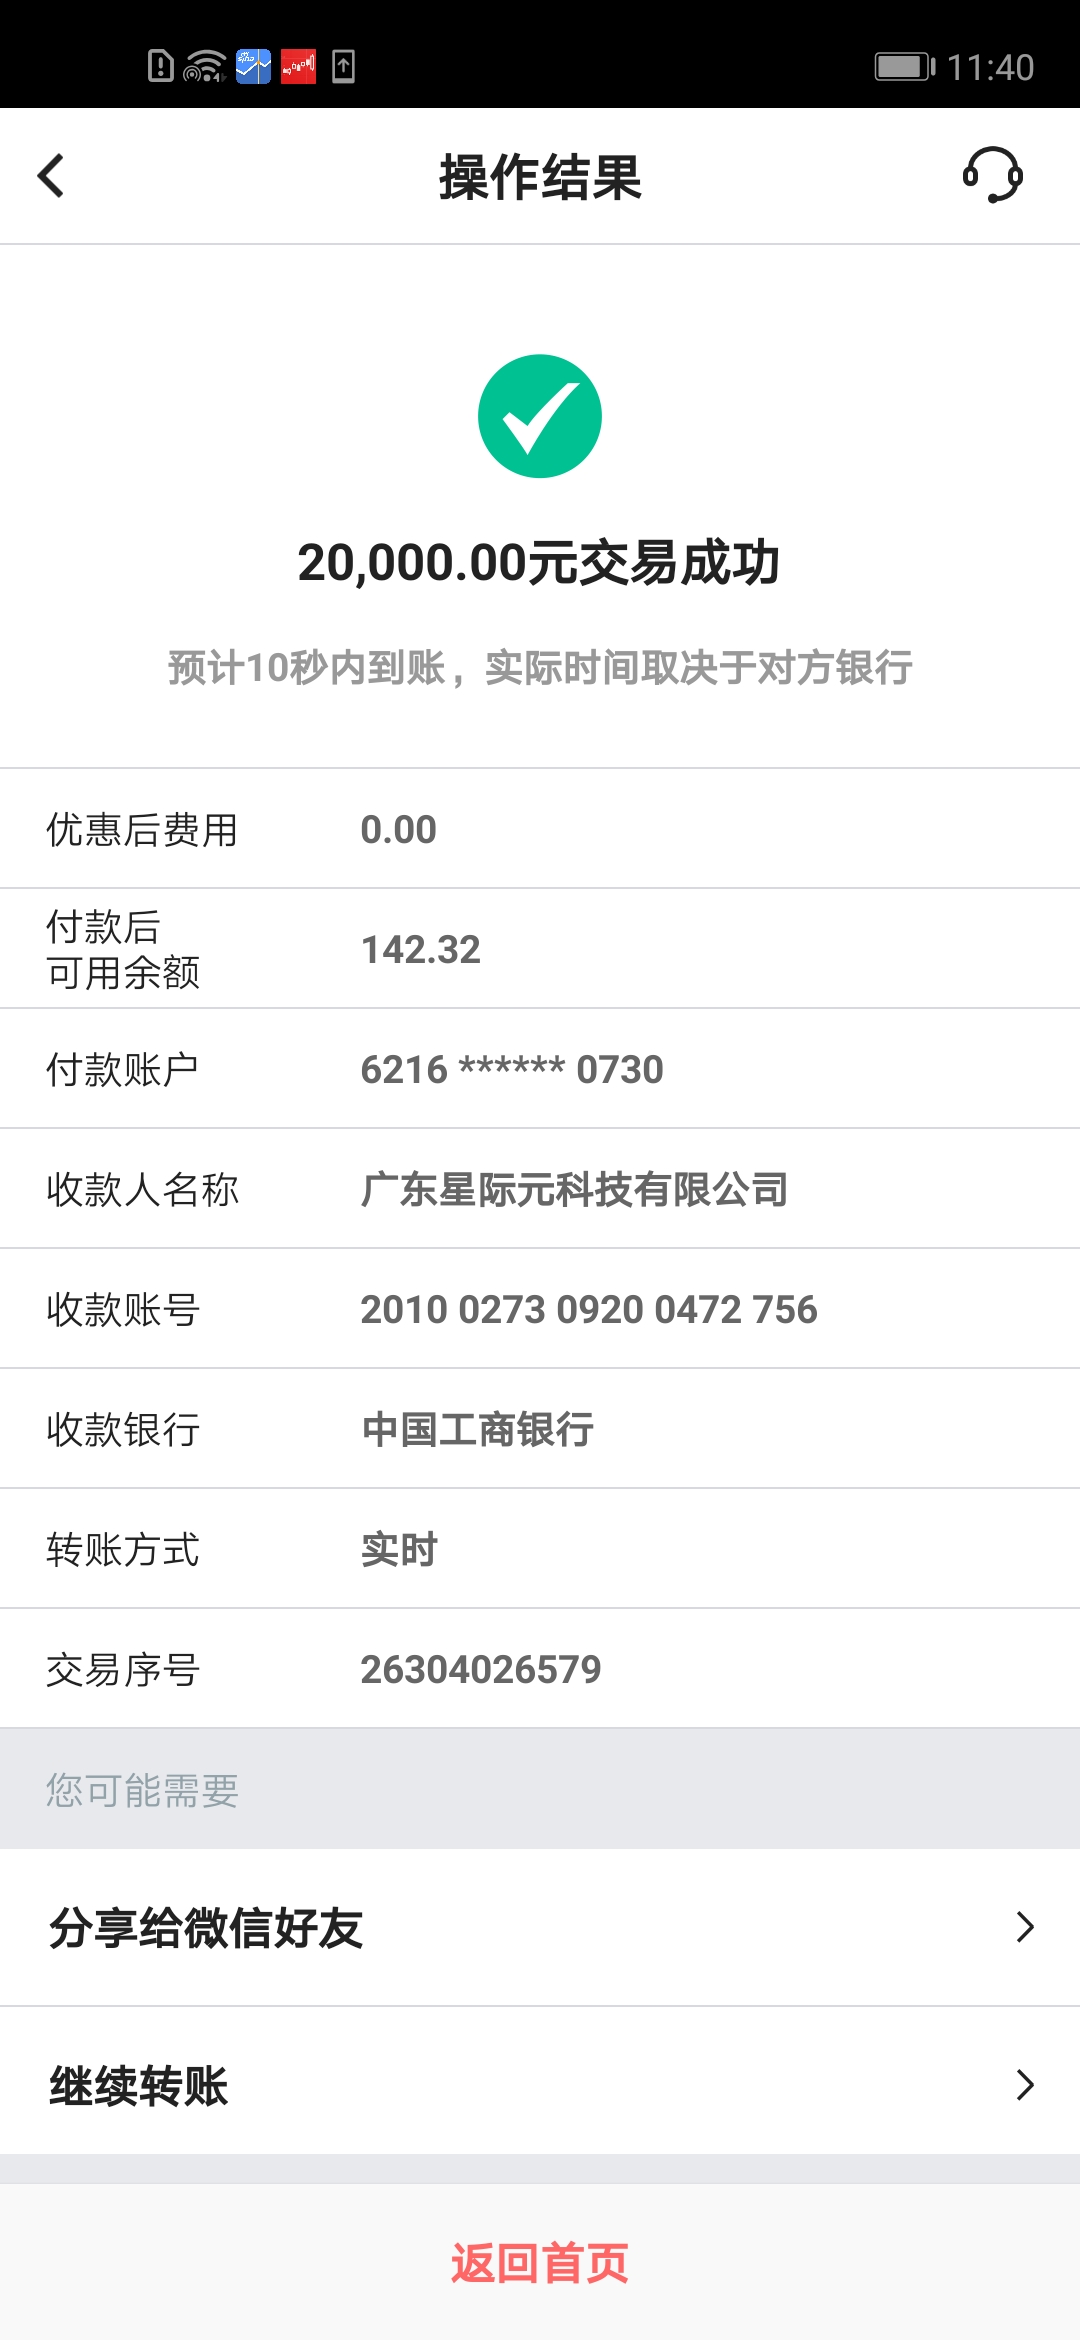 11:40
操作结果
20,000.00元交易成功
预计10秒内到账，实际时间取决于对方银行
优惠后费用 0.00
付款后
可用余额 142.32
付款账户 6216 ****** 0730
收款人名称 广东星际元科技有限公司
收款账号 2010 0273 0920 0472 756
收款银行 中国工商银行
转账方式 实时
交易序号 26304026579
您可能需要
分享给微信好友
继续转账
返回首页